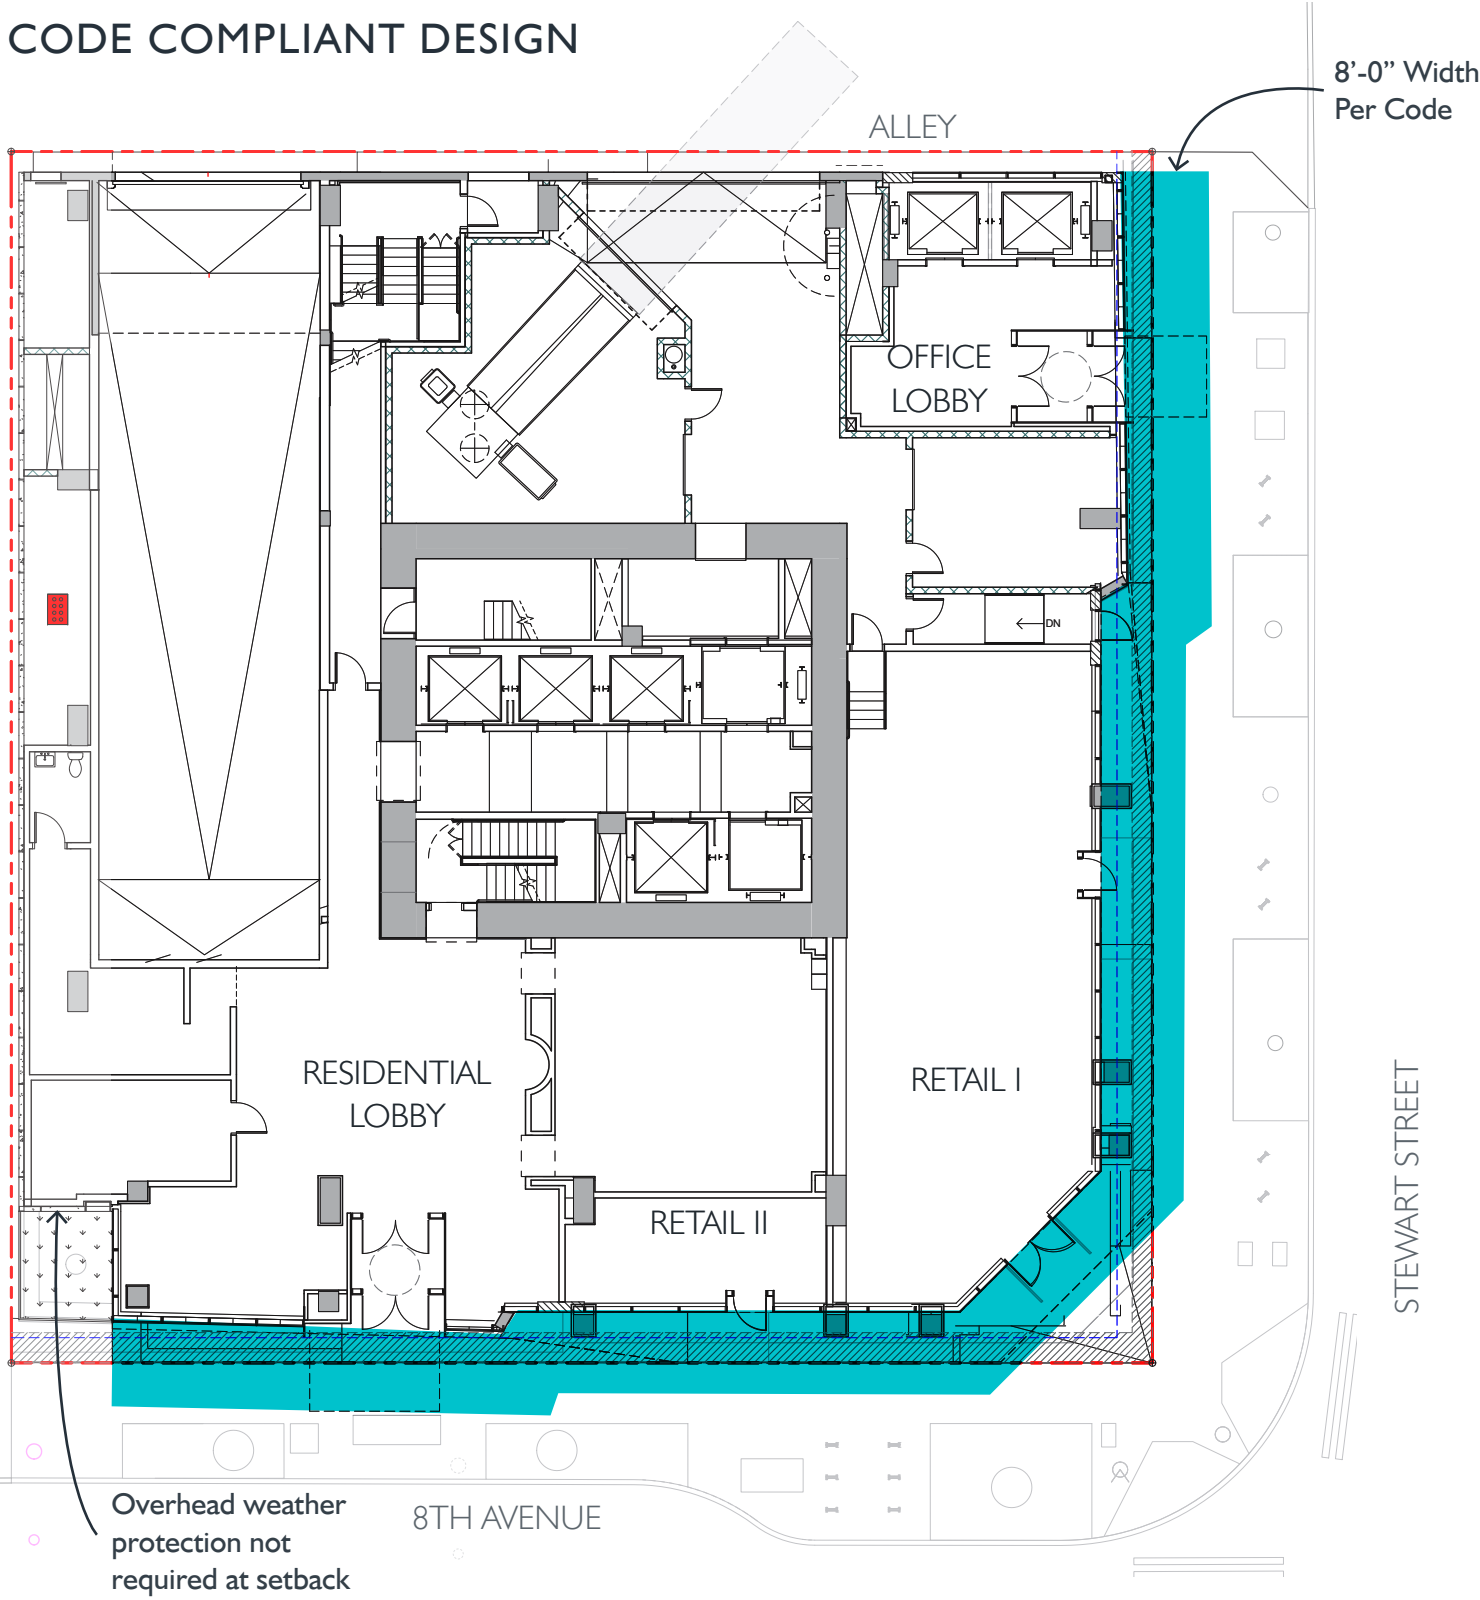 CODE COMPLIANT DESIGN
8’-0” Width
Per Code
ALLEY
OFFICE
LOBBY
DN
RESIDENTIAL
LOBBY
RETAIL I
RETAIL II
STEWART STREET
8TH AVENUE
Overhead weather
protection not
required at setback